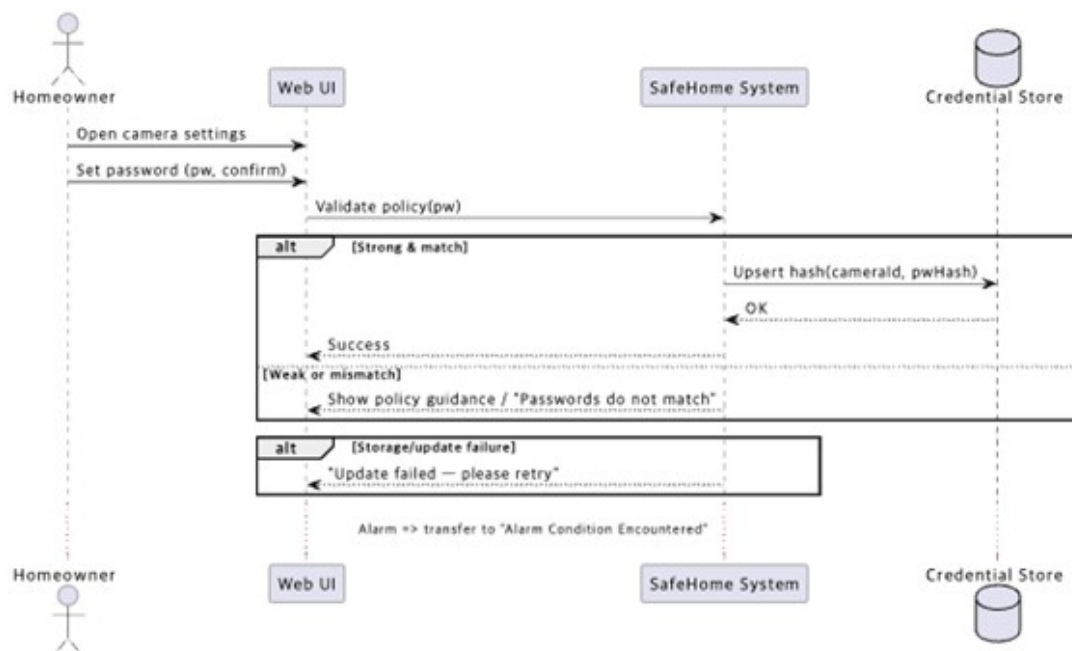 Homeowner
Web UI
SafeHome System
Credential Store
Open camera settings
Set password (pw, confirm)
Validate policy(pw)
alt [Strong & match]
Upsert hash(cameraId, pwHash)
OK
Success
[Weak or mismatch]
Show policy guidance / "Passwords do not match"
alt [Storage/update failure]
"Update failed — please retry"
Alarm => transfer to "Alarm Condition Encountered"
Homeowner
Web UI
SafeHome System
Credential Store